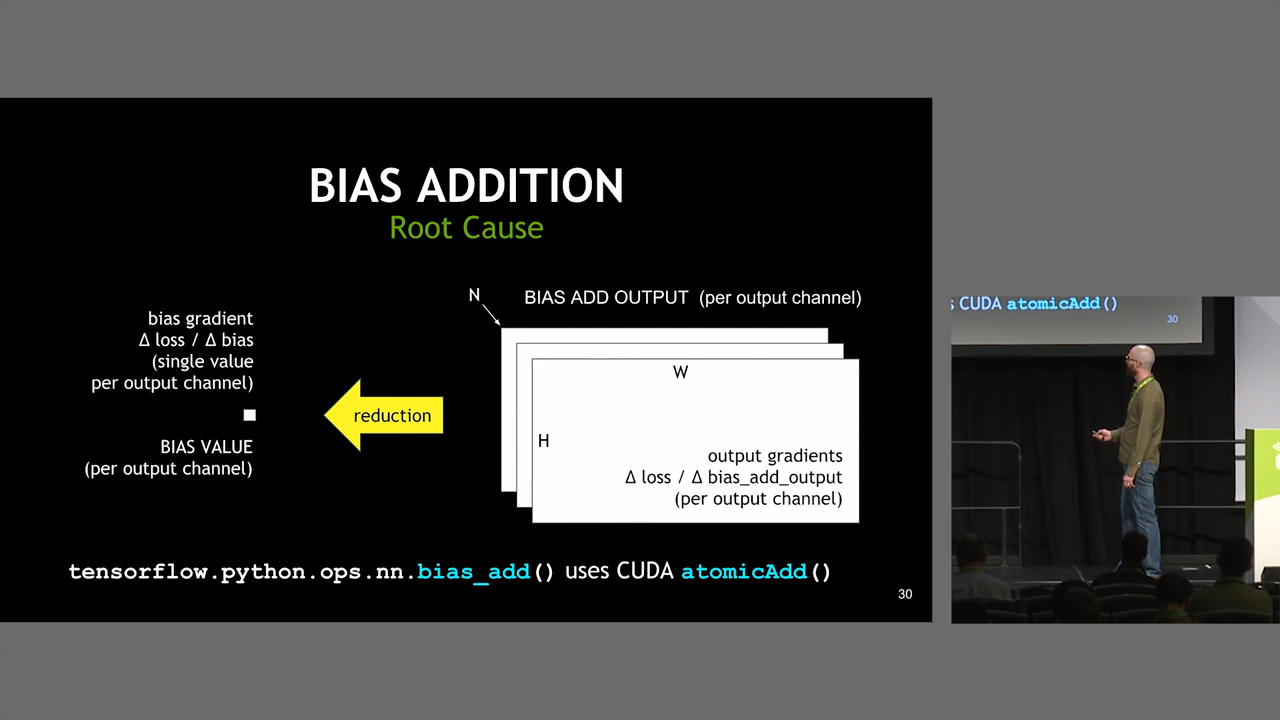 BIAS ADDITION
Root Cause
bias gradient
Δ loss / Δ bias
(single value
per output channel)
BIAS VALUE
(per output channel)
reduction
N
BIAS ADD OUTPUT (per output channel)
W
H
output gradients
Δ loss / Δ bias_add_output
(per output channel)
tensorflow.python.ops.nn.bias_add() uses CUDA atomicAdd()
30
s CUDA atomicAdd()
30